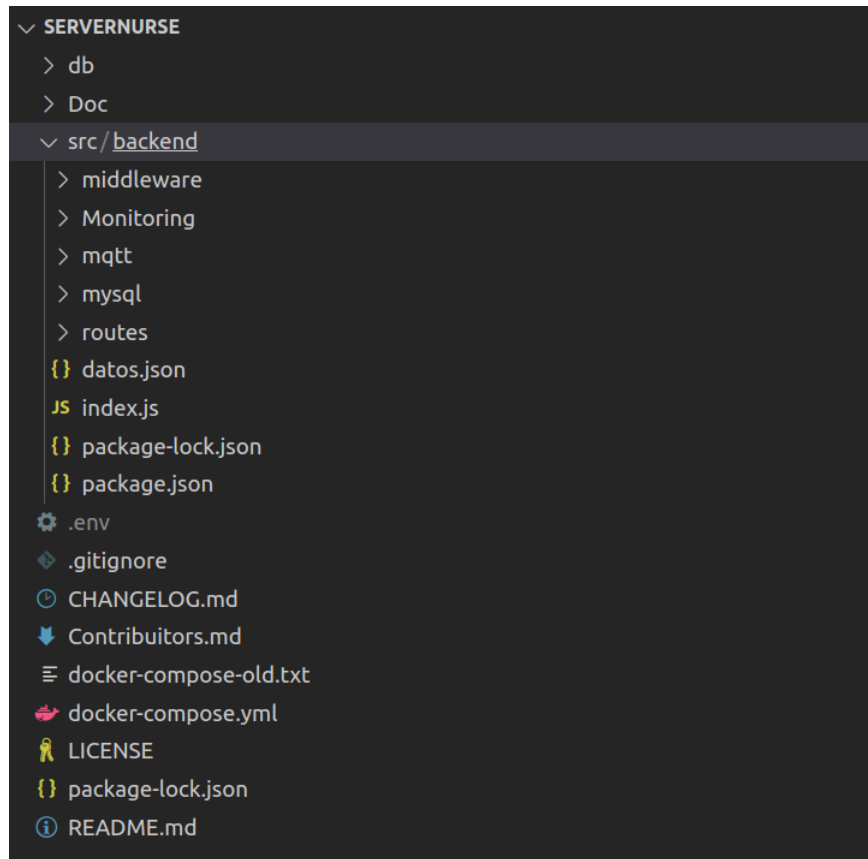 SERVERNURSE
db
Doc
src/backend
middleware
Monitoring
mqtt
mysql
routes
{} datos.json
JS index.js
{} package-lock.json
{} package.json
.env
.gitignore
CHANGELOG.md
Contribuitors.md
docker-compose-old.txt
docker-compose.yml
LICENSE
{} package-lock.json
README.md